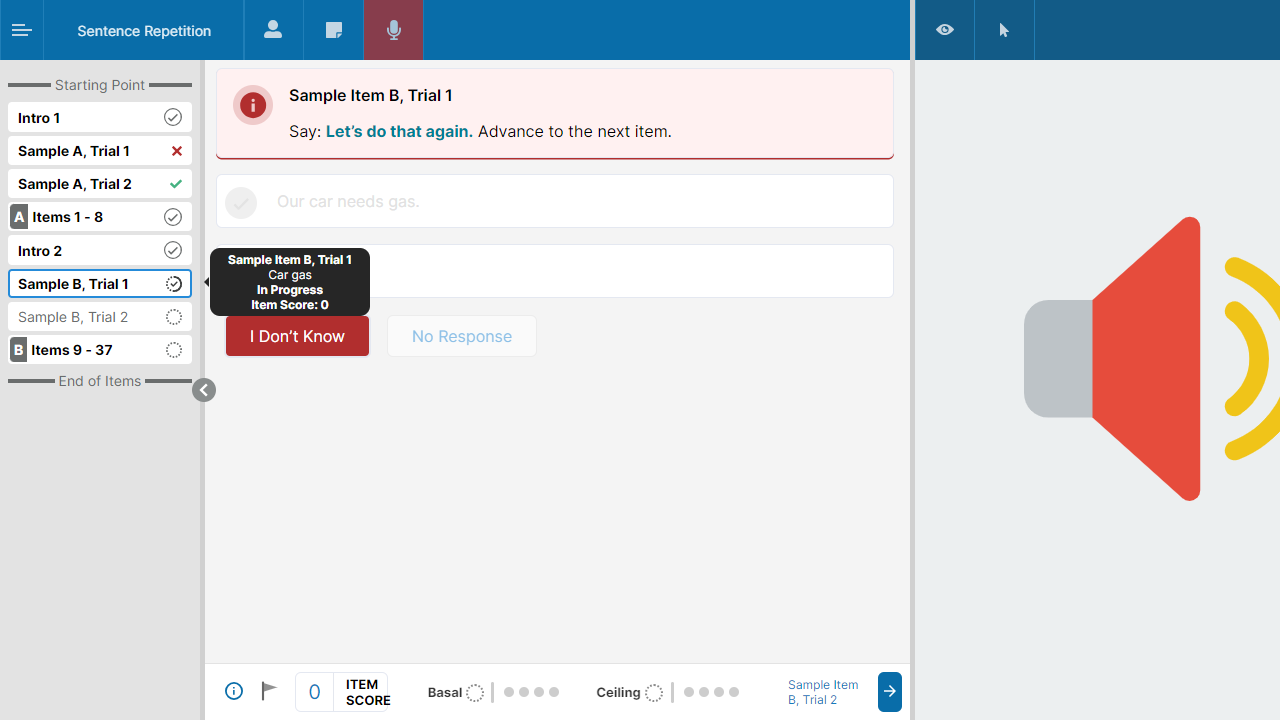 Sentence Repetition
Starting Point
Intro 1
Sample A, Trial 1
Sample A, Trial 2
A Items 1 - 8
Intro 2
Sample B, Trial 1
Sample B, Trial 2
B Items 9 - 37
End of Items
Sample Item B, Trial 1
Say: Let’s do that again. Advance to the next item.
Our car needs gas.
Sample Item B, Trial 1
Car gas
In Progress
Item Score: 0
I Don’t Know
No Response
0
ITEM
SCORE
Basal
Ceiling
Sample Item
B, Trial 2